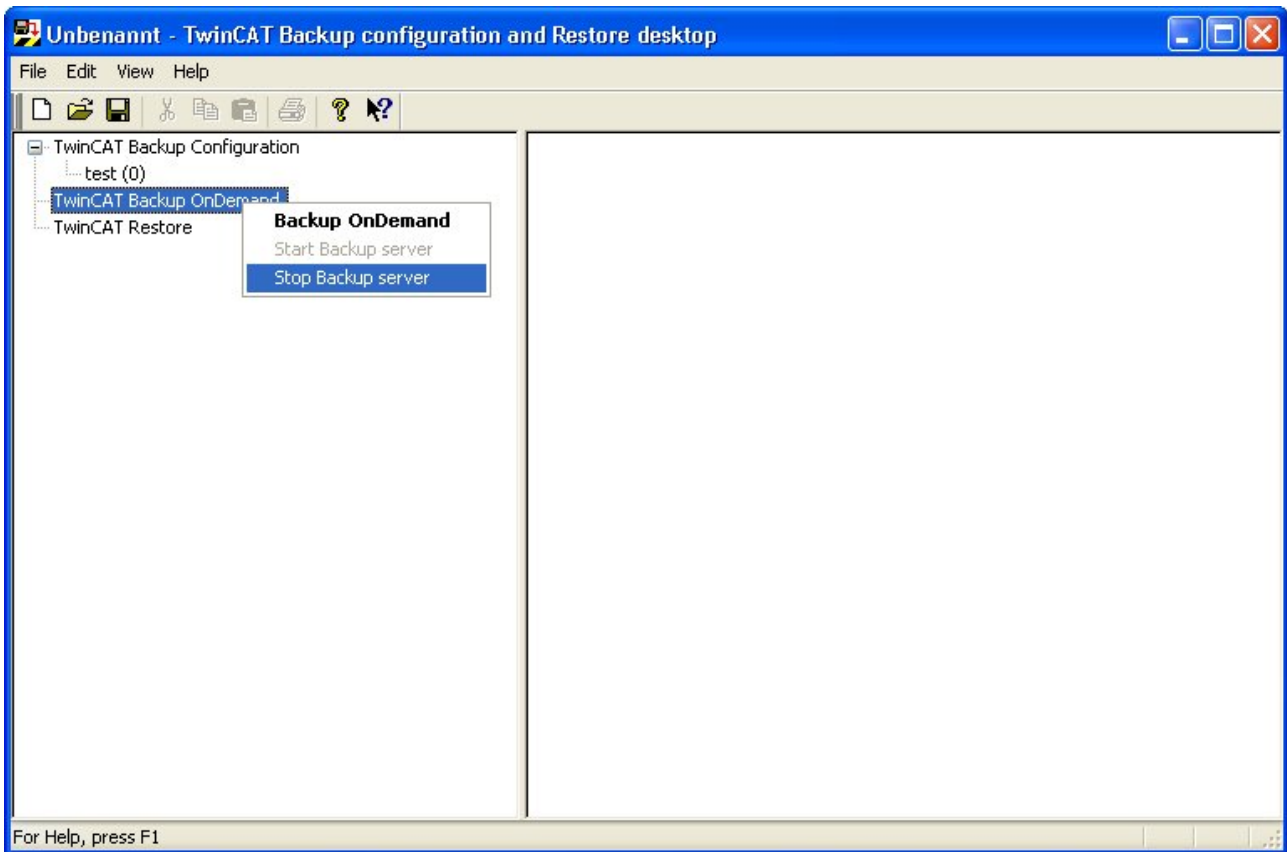 Unbenannt - TwinCAT Backup configuration and Restore desktop
File Edit View Help
TwinCAT Backup Configuration
test (0)
TwinCAT Backup OnDemand
TwinCAT Restore
Backup OnDemand
Start Backup server
Stop Backup server
For Help, press F1